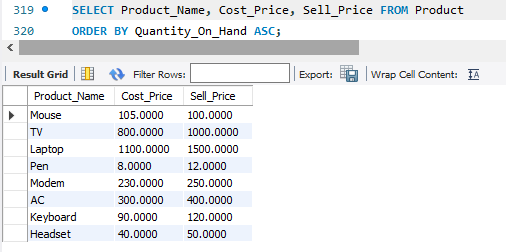 319 SELECT Product_Name, Cost_Price, Sell_Price FROM Product
320 ORDER BY Quantity_On_Hand ASC;
Result Grid Filter Rows: Export: Wrap Cell Content: IA
Product_Name Cost_Price Sell_Price
Mouse 105.0000 100.0000
TV 800.0000 1000.0000
Laptop 1100.0000 1500.0000
Pen 8.0000 12.0000
Modem 230.0000 250.0000
AC 300.0000 400.0000
Keyboard 90.0000 120.0000
Headset 40.0000 50.0000